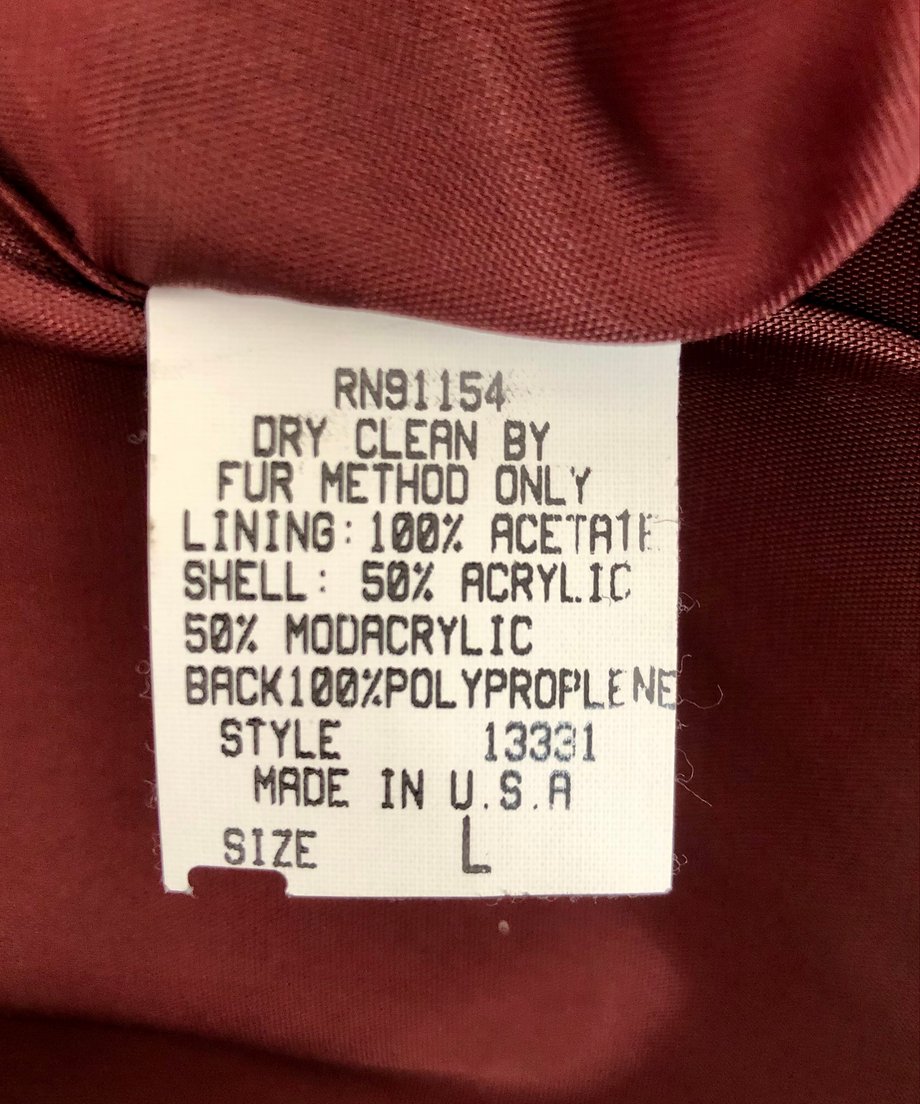 RN91154
DRY CLEAN BY
FUR METHOD ONLY
LINING: 100% ACETATE
SHELL: 50% ACRYLIC
50% MODACRYLIC
BACK100%POLYPROPLENE
STYLE 13331
MADE IN U.S.A
SIZE L